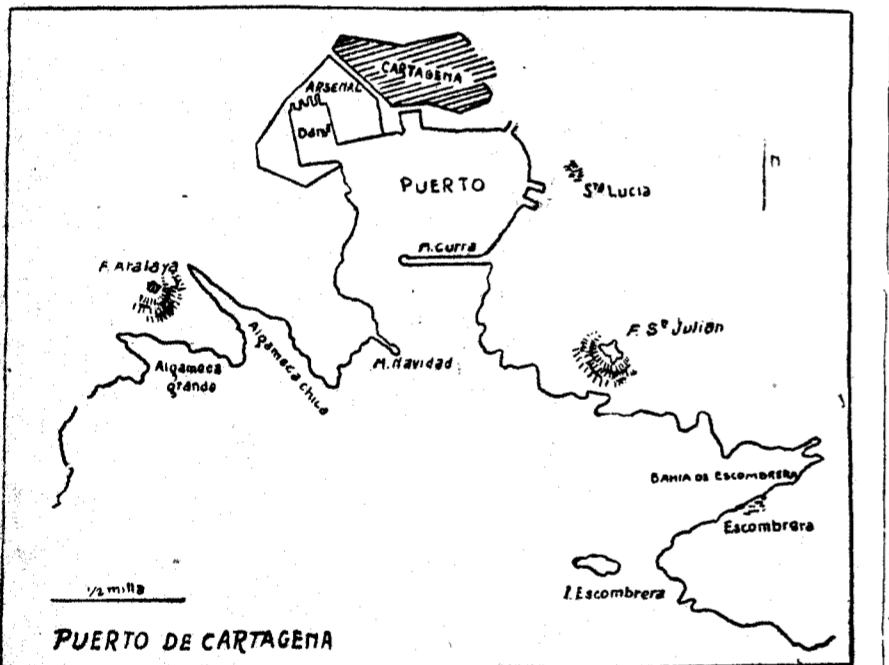 CARTAGENA
ARSENAL
PUERTO
Sta Lucia
n
M. Curra
F. Atalaya
F. Sn Julian
Algameca
grande
Algameca chica
M. Navidad
BAHIA DE ESCOMBRERA
Escombrera
I. Escombrera
1/2 milla
PUERTO DE CARTAGENA